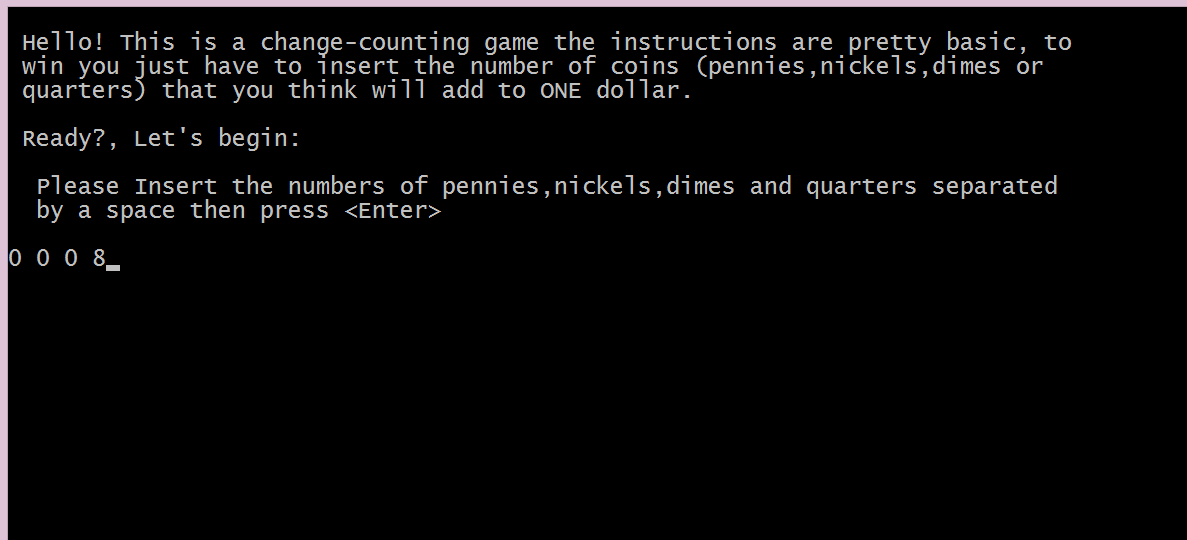 Hello! This is a change-counting game the instructions are pretty basic, to
win you just have to insert the number of coins (pennies,nickels,dimes or
quarters) that you think will add to ONE dollar.
Ready?, Let's begin:
Please Insert the numbers of pennies,nickels,dimes and quarters separated
by a space then press <Enter>
0 0 0 8